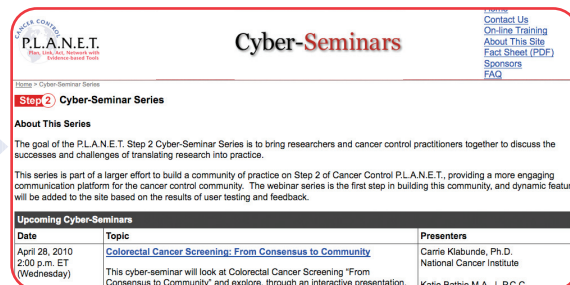 Home
CANCER CONTROL
P.L.A.N.E.T.
Plan, Link, Act, Network with
Evidence-based Tools
Cyber-Seminars
Contact Us
On-line Training
About This Site
Fact Sheet (PDF)
Sponsors
FAQ
Home > Cyber-Seminar Series
Step 2 Cyber-Seminar Series
About This Series
The goal of the P.L.A.N.E.T. Step 2 Cyber-Seminar Series is to bring researchers and cancer control practitioners together to discuss the
successes and challenges of translating research into practice.
This series is part of a larger effort to build a community of practice on Step 2 of Cancer Control P.L.A.N.E.T., providing a more engaging
communication platform for the cancer control community. The webinar series is the first step in building this community, and dynamic featur
will be added to the site based on the results of user testing and feedback.
Upcoming Cyber-Seminars
Date Topic Presenters
April 28, 2010
2:00 p.m. ET
(Wednesday)
Colorectal Cancer Screening: From Consensus to Community
This cyber-seminar will look at Colorectal Cancer Screening "From
Consensus to Community" and explore, through an interactive presentation,
Carrie Klabunde, Ph.D.
National Cancer Institute
Katie Bathje M.A., L.P.C.C.